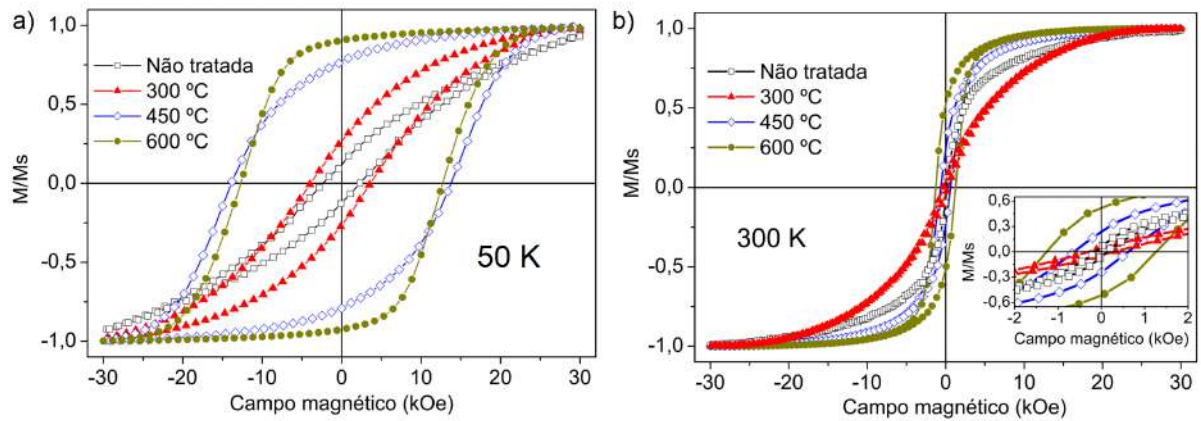 a)
1,0
0,5
0,0
-0,5
-1,0
M/Ms
Não tratada
300 ºC
450 ºC
600 ºC
50 K
-30 -20 -10 0 10 20 30
Campo magnético (kOe)
b)
1,0
0,5
0,0
-0,5
-1,0
M/Ms
Não tratada
300 ºC
450 ºC
600 ºC
300 K
0,6
0,3
0,0
-0,3
-0,6
M/Ms
-2 -1 0 1 2
Campo magnético (kOe)
-30 -20 -10 0 10 20 30
Campo magnético (kOe)